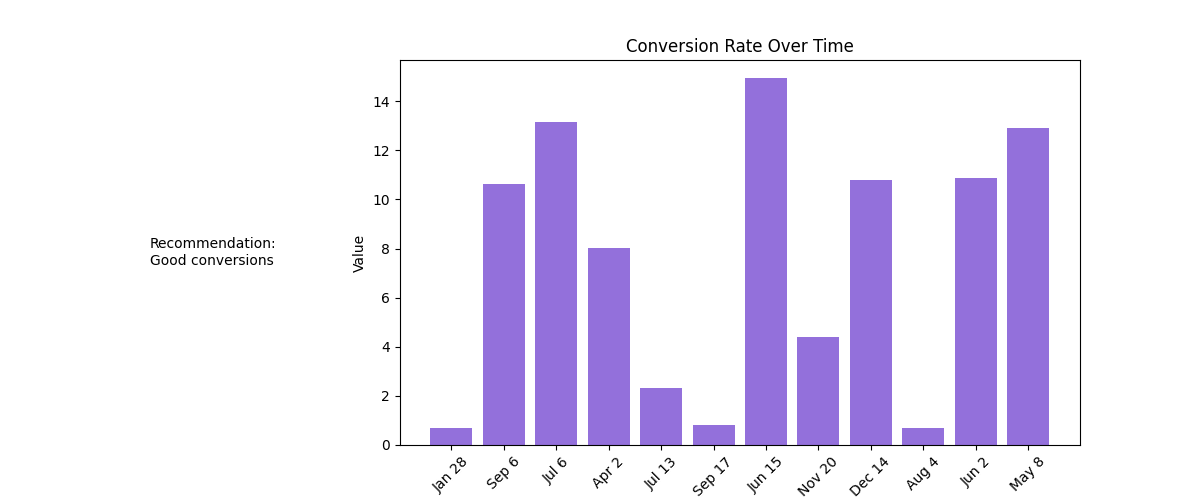 Conversion Rate Over Time
Recommendation:
Good conversions
Value
14
12
10
8
6
4
2
0
Jan 28
Sep 6
Jul 6
Apr 2
Jul 13
Sep 17
Jun 15
Nov 20
Dec 14
Aug 4
Jun 2
May 8